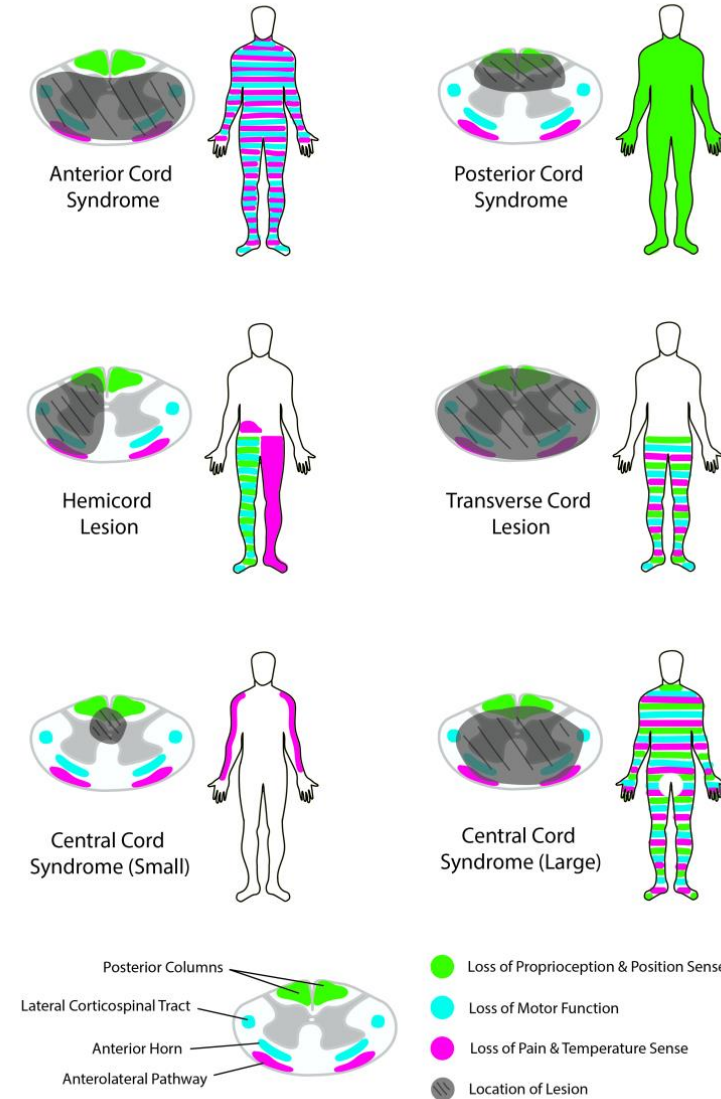 Anterior Cord
Syndrome
Posterior Cord
Syndrome
Hemicord
Lesion
Transverse Cord
Lesion
Central Cord
Syndrome (Small)
Central Cord
Syndrome (Large)
Posterior Columns
Lateral Corticospinal Tract
Anterior Horn
Anterolateral Pathway
Loss of Proprioception & Position Sense
Loss of Motor Function
Loss of Pain & Temperature Sense
Location of Lesion